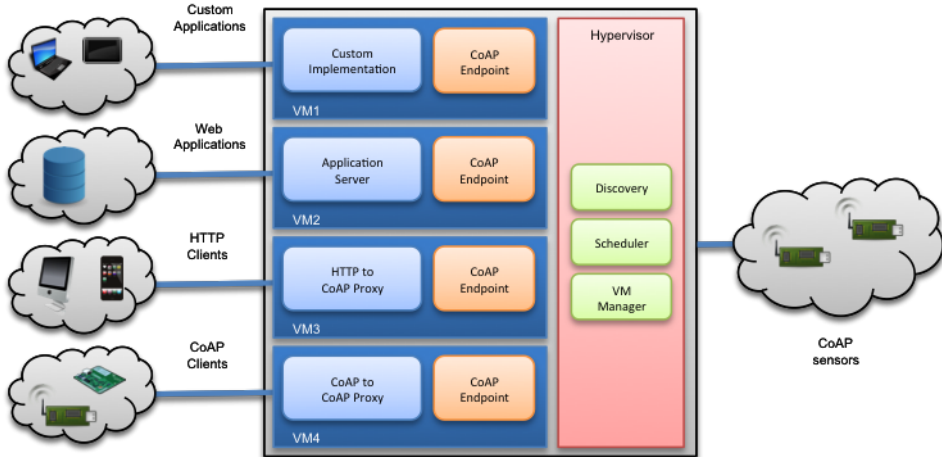 Custom
Applications
Custom
Implementation
CoAP
Endpoint
VM1
Web
Applications
Application
Server
CoAP
Endpoint
VM2
HTTP
Clients
HTTP to
CoAP Proxy
CoAP
Endpoint
VM3
CoAP
Clients
CoAP to
CoAP Proxy
CoAP
Endpoint
VM4
Hypervisor
Discovery
Scheduler
VM
Manager
CoAP
sensors